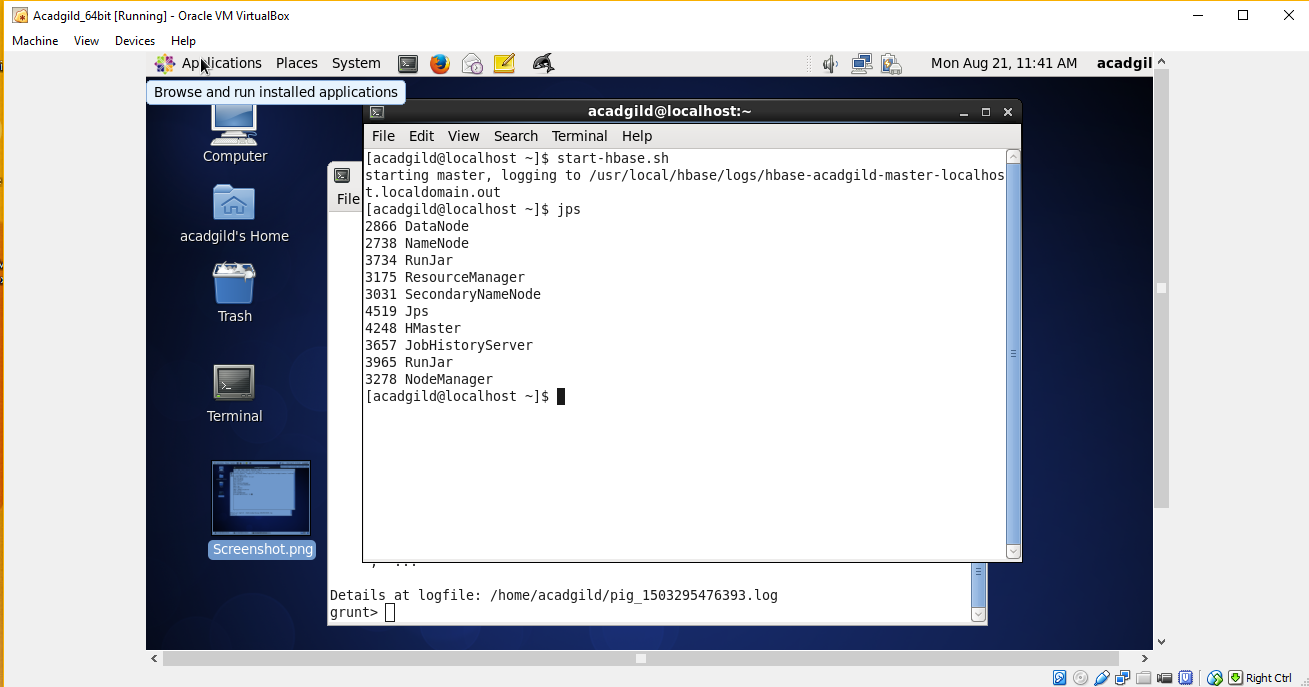 Acadgild_64bit [Running] - Oracle VM VirtualBox
Machine View Devices Help
Applications Places System
Mon Aug 21, 11:41 AM acadgil
Browse and run installed applications
Computer
acadgild's Home
Trash
Terminal
Screenshot.png
File
acadgild@localhost:~
File Edit View Search Terminal Help
[acadgild@localhost ~]$ start-hbase.sh
starting master, logging to /usr/local/hbase/logs/hbase-acadgild-master-localhos
t.localdomain.out
[acadgild@localhost ~]$ jps
2866 DataNode
2738 NameNode
3734 RunJar
3175 ResourceManager
3031 SecondaryNameNode
4519 Jps
4248 HMaster
3657 JobHistoryServer
3965 RunJar
3278 NodeManager
[acadgild@localhost ~]$
Details at logfile: /home/acadgild/pig_1503295476393.log
grunt>
Right Ctrl